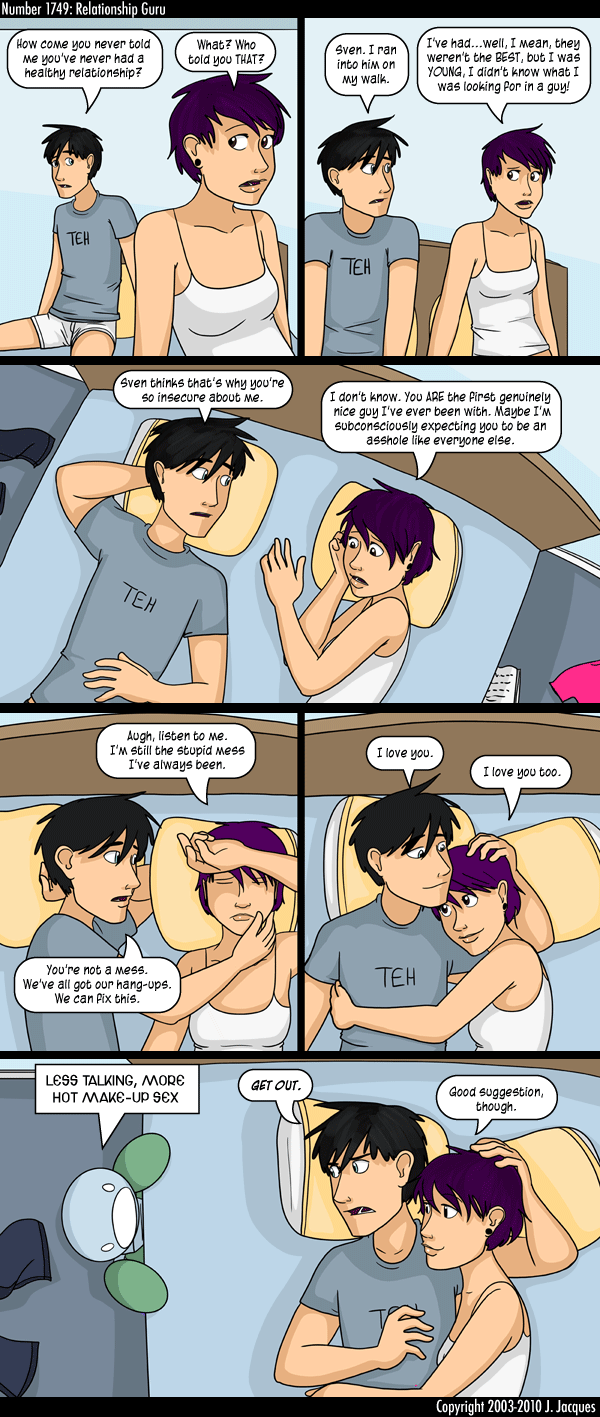 Number 1749: Relationship Guru
How come you never told
me you've never had a
healthy relationship?
What? Who
told you THAT?
TEH
Sven. I ran
into him on
my walk.
I've had...well, I mean, they
weren't the BEST, but I was
YOUNG, I didn't know what I
was looking for in a guy!
TEH
Sven thinks that's why you're
so insecure about me.
I don't know. You ARE the first genuinely
nice guy I've ever been with. Maybe I'm
subconsciously expecting you to be an
asshole like everyone else.
TEH
Augh, listen to me.
I'm still the stupid mess
I've always been.
You're not a mess.
We've all got our hang-ups.
We can fix this.
I love you.
I love you too.
TEH
LESS TALKING, MORE
HOT MAKE-UP SEX
GET OUT.
Good suggestion,
though.
TE
Copyright 2003-2010 J. Jacques